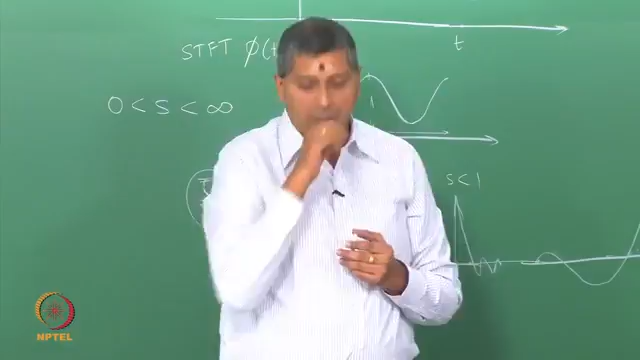 t
STFT φ(t
0 < S < ∞
S < 1
NPTEL